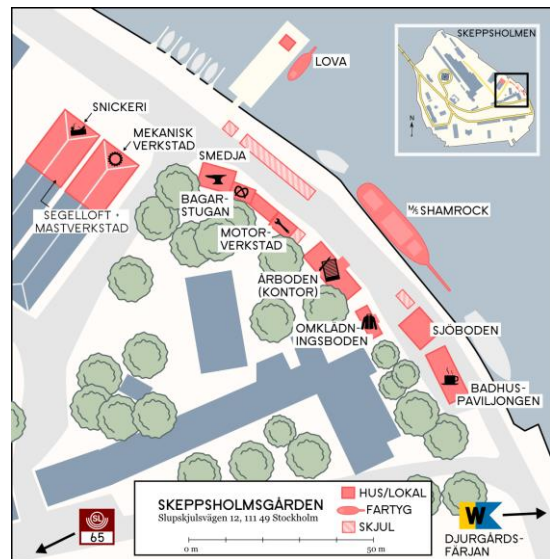 SKEPPSHOLMEN
N
LOVA
SNICKERI
MEKANISK
VERKSTAD
SMEDJA
SEGELLOFT +
MASTVERKSTAD
BAGAR-
STUGAN
MOTOR-
VERKSTAD
M/S SHAMROCK
ÅRBODEN
(KONTOR)
OMKLÄDN-
INGSBODEN
SJÖBODEN
BADHUS-
PAVILJONGEN
SKEPPSHOLMSGÅRDEN
Slupskjulsvägen 12, 111 49 Stockholm
0 m
50 m
HUS/LOKAL
FARTYG
SKJUL
SL
65
W
DJURGÅRDS-
FÄRJAN